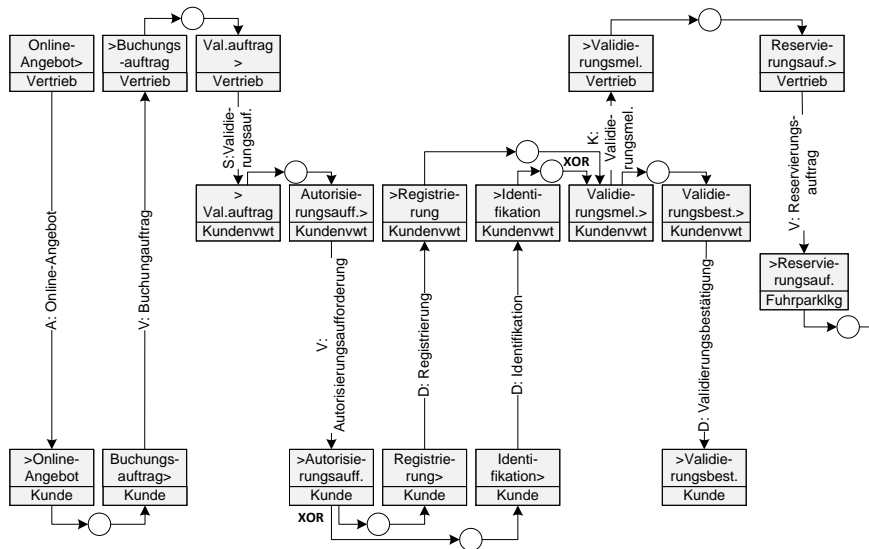 Online-
Angebot>
Vertrieb
>Buchungs
-auftrag
Vertrieb
Val.auftrag
>
Vertrieb
>Validie-
rungsmel.
Vertrieb
Reservie-
rungsauf.>
Vertrieb
S:Validie-
rungsauf.
K:
Validie-
rungsmel.
V: Reservierungs-
auftrag
>
Val.auftrag
Kundenvwt
Autorisie-
rungsauff.>
Kundenvwt
>Registrie-
rung
Kundenvwt
>Identi-
fikation
Kundenvwt
XOR
Validie-
rungsmel.>
Kundenvwt
Validie-
rungsbest.>
Kundenvwt
>Reservie-
rungsauf.
Fuhrparklkg
A: Online-Angebot
V: Buchungauftrag
V:
Autorisierungsaufforderung
D: Registrierung
D: Identifikation
D: Validierungsbestätigung
>Online-
Angebot
Kunde
Buchungs-
auftrag>
Kunde
>Autorisie-
rungsauff.
Kunde
Registrie-
rung>
Kunde
Identi-
fikation>
Kunde
>Validie-
rungsbest.
Kunde
XOR